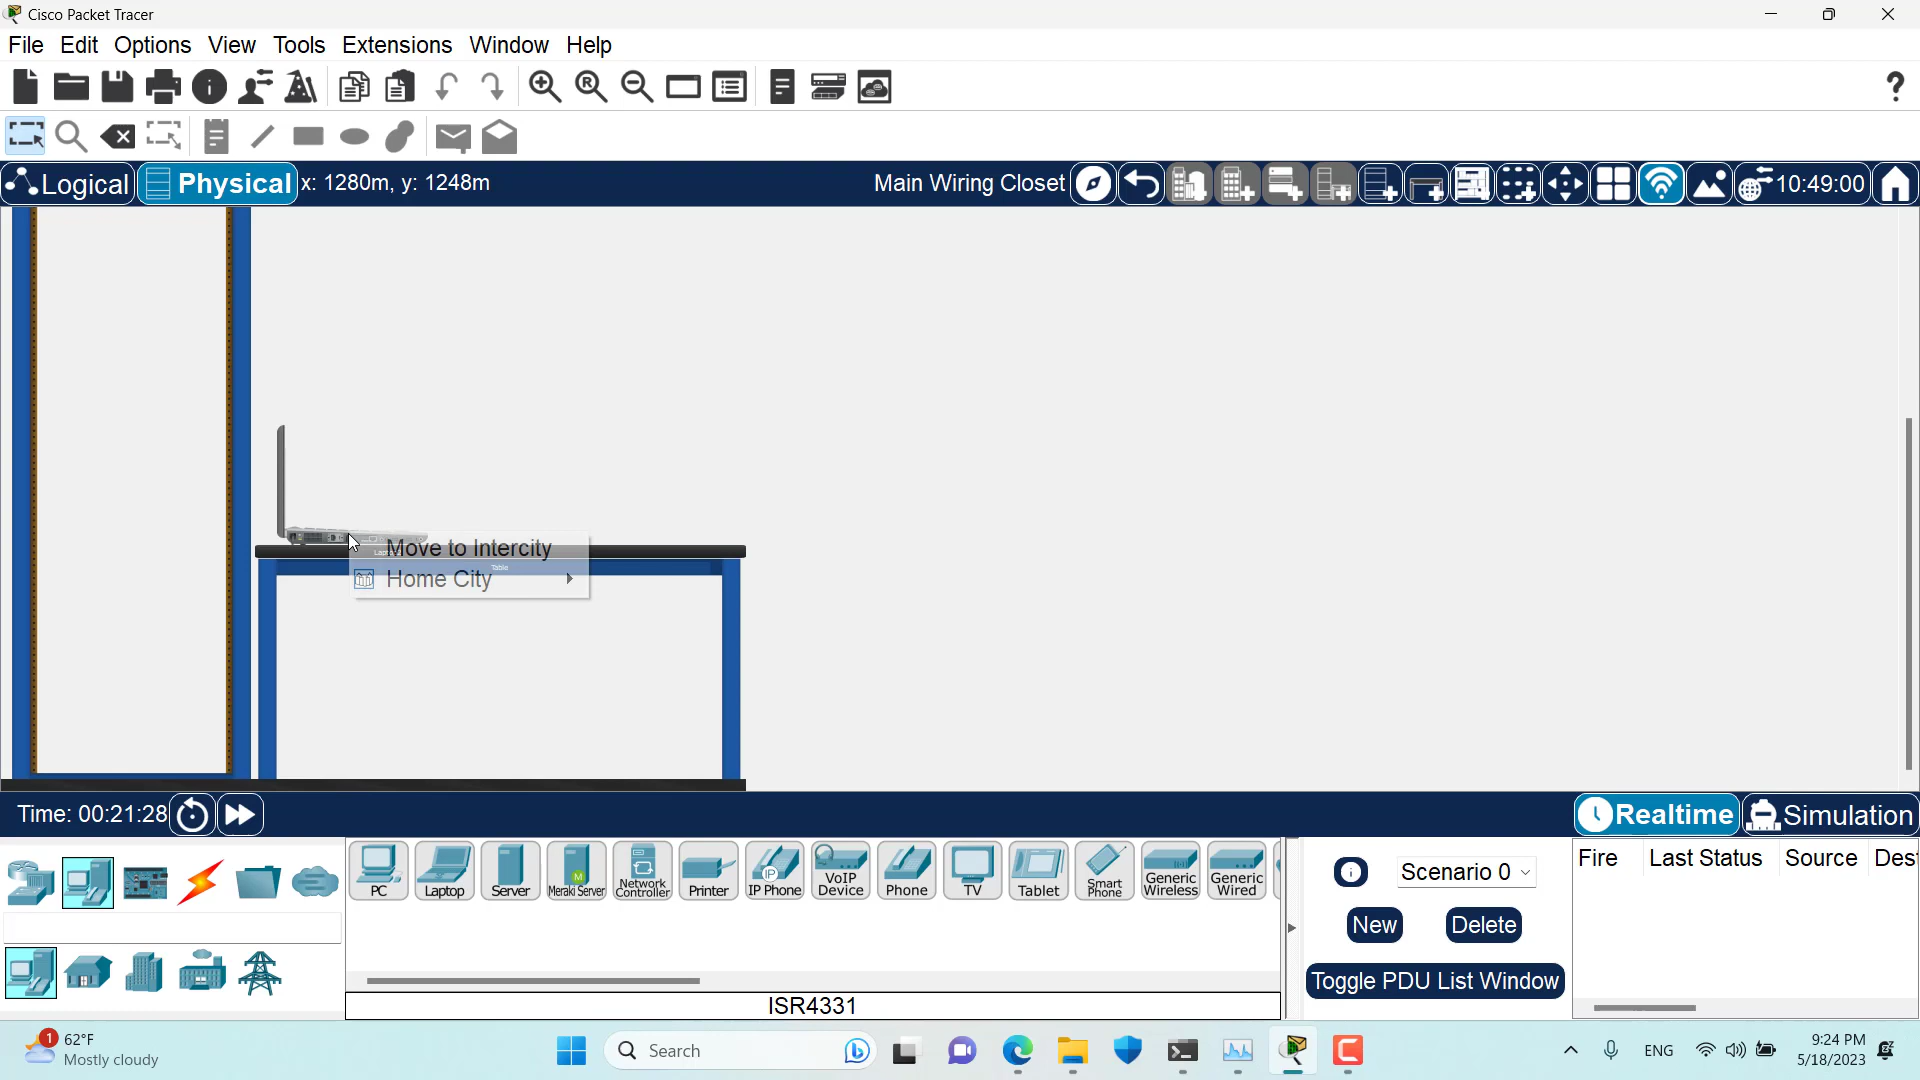 Cisco Packet Tracer
File Edit Options View Tools Extensions Window Help
Logical Physical x: 1280m, y: 1248m Main Wiring Closet 10:49:00
Move to Intercity
Table
Home City
Time: 00:21:28 Realtime Simulation
PC Laptop Server Meraki Server Network Controller Printer IP Phone VoIP Device Phone TV Tablet Smart Phone Generic Wireless Generic Wired
Scenario 0
New Delete
Toggle PDU List Window
Fire Last Status Source Dest
ISR4331
1 62°F
Mostly cloudy
Search
ENG
9:24 PM
5/18/2023